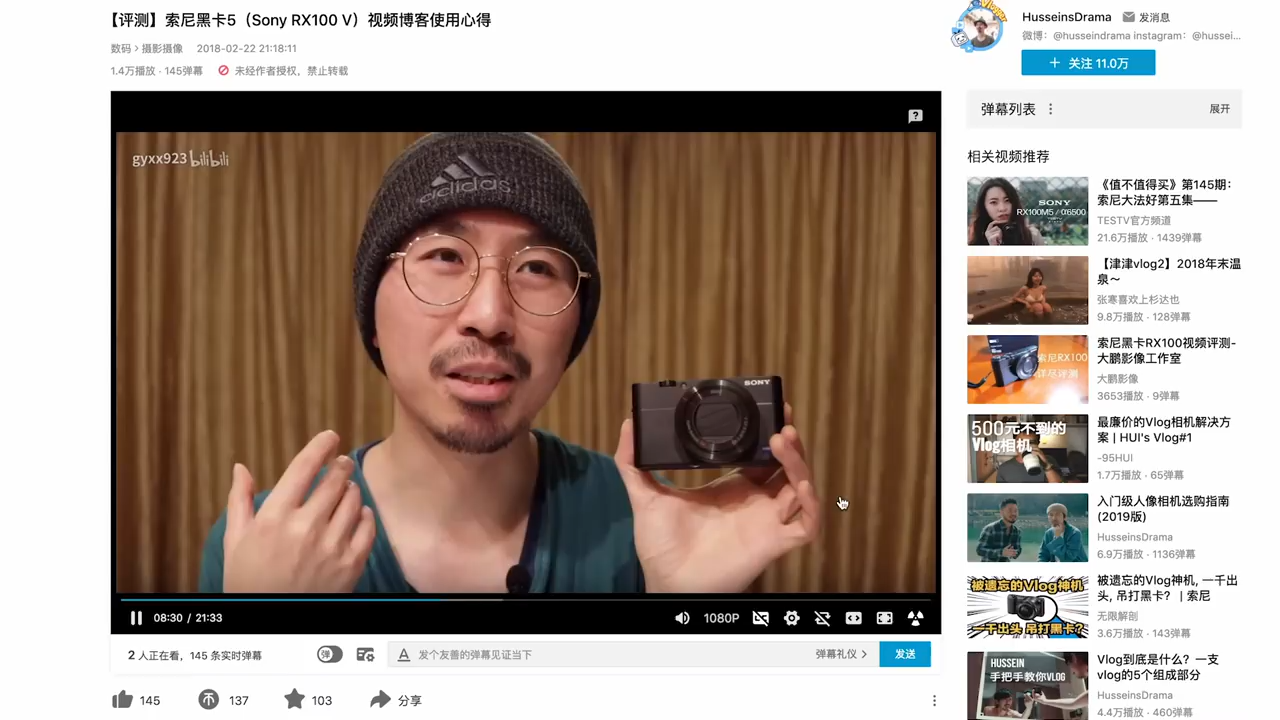 【评测】索尼黑卡5（Sony RX100 V）视频博客使用心得
数码 > 摄影摄像 2018-02-22 21:18:11
1.4万播放 · 145弹幕 未经作者授权，禁止转载
gyxx923 bilibili
adidas
SONY
08:30 / 21:33
1080P
2 人正在看，145 条实时弹幕
弹
A 发个友善的弹幕见证当下
弹幕礼仪 >
发送
145
137
103
分享
Vlogger
HusseinsDrama 发消息
微博：@husseindrama instagram：@hussei...
+ 关注 11.0万
弹幕列表
展开
相关视频推荐
SONY
RX100M5 / α6500
《值不值得买》第145期：
索尼大法好第五集——
TESTV官方频道
21.6万播放 · 1439弹幕
【津津vlog2】2018年末温
泉～
张寒喜欢上杉达也
9.8万播放 · 128弹幕
索尼RX100
详尽评测
索尼黑卡RX100视频评测-
大鹏影像工作室
大鹏影像
3653播放 · 9弹幕
500元不到的
Vlog相机
最廉价的Vlog相机解决方
案 | HUI's Vlog#1
-95HUI
1.7万播放 · 65弹幕
入门级人像相机选购指南
(2019版)
HusseinsDrama
6.9万播放 · 1136弹幕
被遗忘的Vlog神机
一千出头,吊打黑卡?
被遗忘的Vlog神机, 一千出
头, 吊打黑卡？ | 索尼
无限解剖
3.6万播放 · 143弹幕
HUSSEIN
手把手教你VLOG
Vlog到底是什么？一支
vlog的5个组成部分
HusseinsDrama
4.4万播放 · 460弹幕